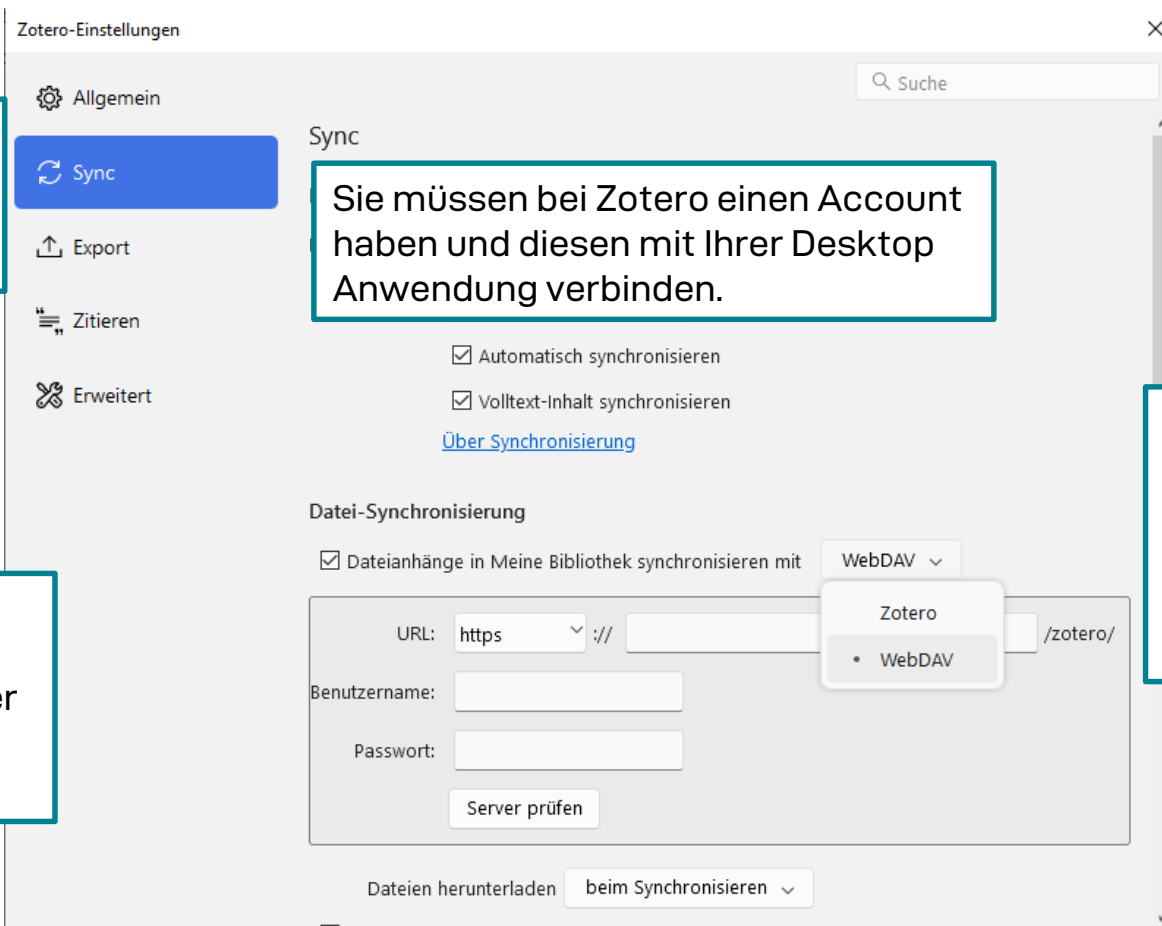 Zotero-Einstellungen
Suche
Allgemein
Sync
Export
Zitieren
Erweitert
Sync
Sie müssen bei Zotero einen Account
haben und diesen mit Ihrer Desktop
Anwendung verbinden.
Automatisch synchronisieren
Volltext-Inhalt synchronisieren
Über Synchronisierung
Datei-Synchronisierung
Dateianhänge in Meine Bibliothek synchronisieren mit WebDAV
Zotero
• WebDAV
URL: https :// /zotero/
Benutzername:
Passwort:
Server prüfen
Dateien herunterladen beim Synchronisieren